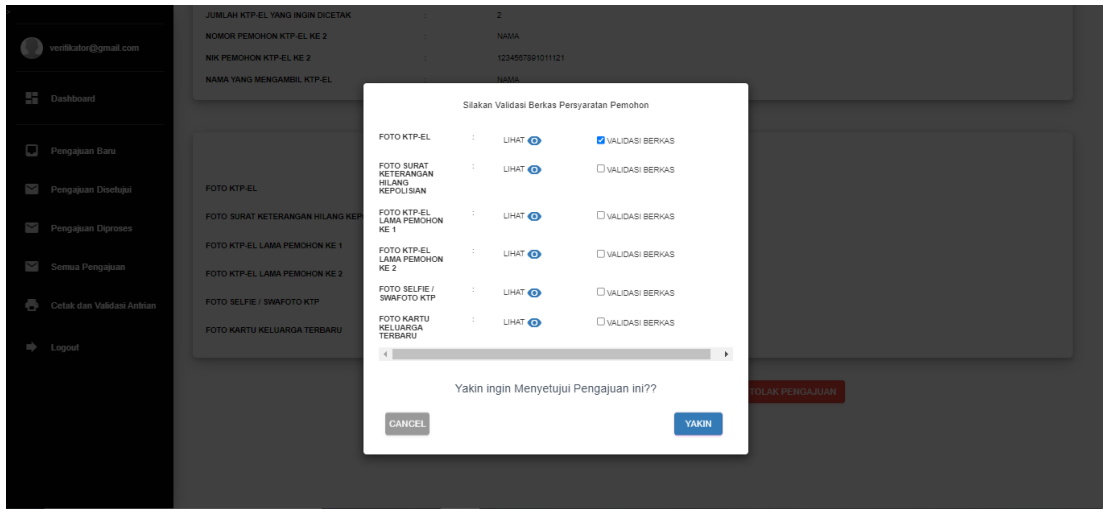 verifikator@gmail.com
Dashboard
Pengajuan Baru
Pengajuan Disetujui
Pengajuan Diproses
Semua Pengajuan
Cetak dan Validasi Antrian
Logout
JUMLAH KTP-EL YANG INGIN DICETAK : 2
NOMOR PEMOHON KTP-EL KE 2 : NAMA
NIK PEMOHON KTP-EL KE 2 : 1234567891011121
NAMA YANG MENGAMBIL KTP-EL : NAMA
FOTO KTP-EL
FOTO SURAT KETERANGAN HILANG KEP
FOTO KTP-EL LAMA PEMOHON KE 1
FOTO KTP-EL LAMA PEMOHON KE 2
FOTO SELFIE / SWAFOTO KTP
FOTO KARTU KELUARGA TERBARU
TOLAK PENGAJUAN
Silakan Validasi Berkas Persyaratan Pemohon
FOTO KTP-EL : LIHAT VALIDASI BERKAS
FOTO SURAT : LIHAT VALIDASI BERKAS
KETERANGAN
HILANG
KEPOLISIAN
FOTO KTP-EL : LIHAT VALIDASI BERKAS
LAMA PEMOHON
KE 1
FOTO KTP-EL : LIHAT VALIDASI BERKAS
LAMA PEMOHON
KE 2
FOTO SELFIE / : LIHAT VALIDASI BERKAS
SWAFOTO KTP
FOTO KARTU : LIHAT VALIDASI BERKAS
KELUARGA
TERBARU
Yakin ingin Menyetujui Pengajuan ini??
CANCEL
YAKIN